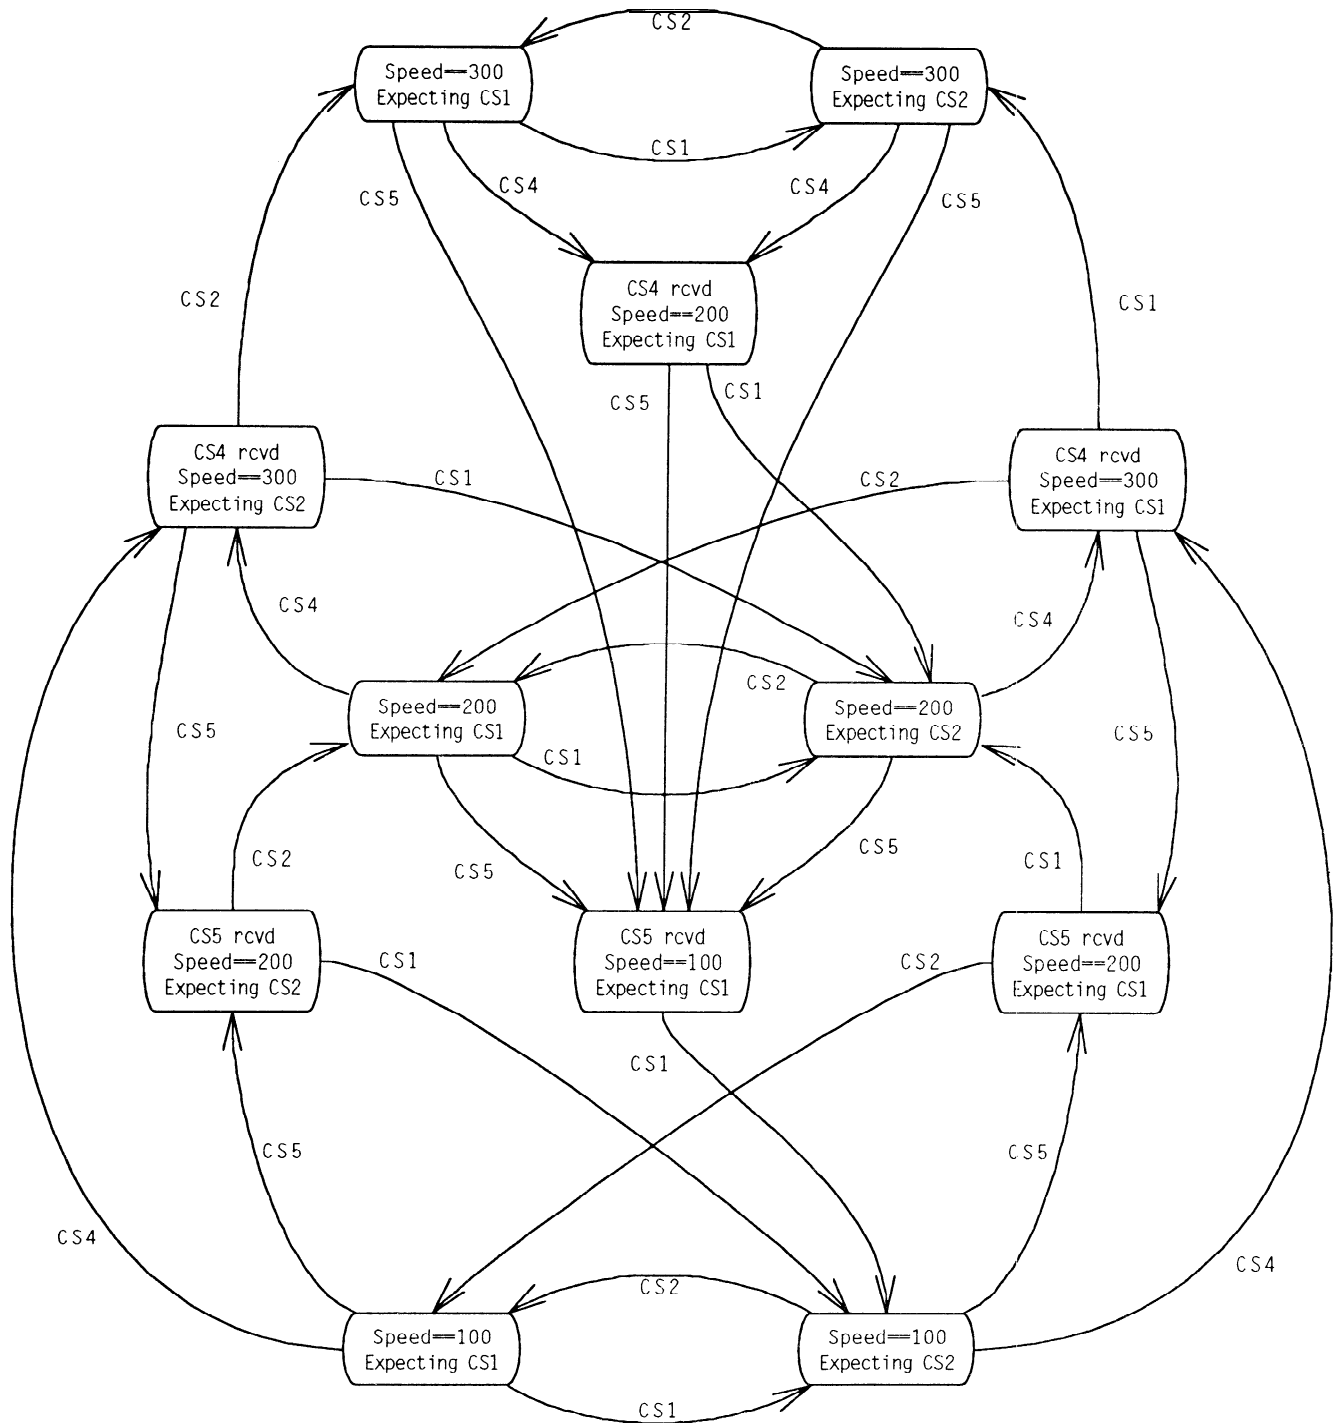 CS2
Speed==300
Expecting CS1
Speed==300
Expecting CS2
CS1
CS5
CS4
CS4
CS5
CS2
CS4 rcvd
Speed==200
Expecting CS1
CS1
CS5
CS1
CS4 rcvd
Speed==300
Expecting CS2
CS1
CS2
CS4 rcvd
Speed==300
Expecting CS1
CS4
CS4
CS2
Speed==200
Expecting CS1
Speed==200
Expecting CS2
CS5
CS1
CS5
CS2
CS5
CS5
CS1
CS5 rcvd
Speed==200
Expecting CS2
CS1
CS5 rcvd
Speed==100
Expecting CS1
CS2
CS5 rcvd
Speed==200
Expecting CS1
CS1
CS5
CS5
CS4
CS4
CS2
Speed==100
Expecting CS1
Speed==100
Expecting CS2
CS1